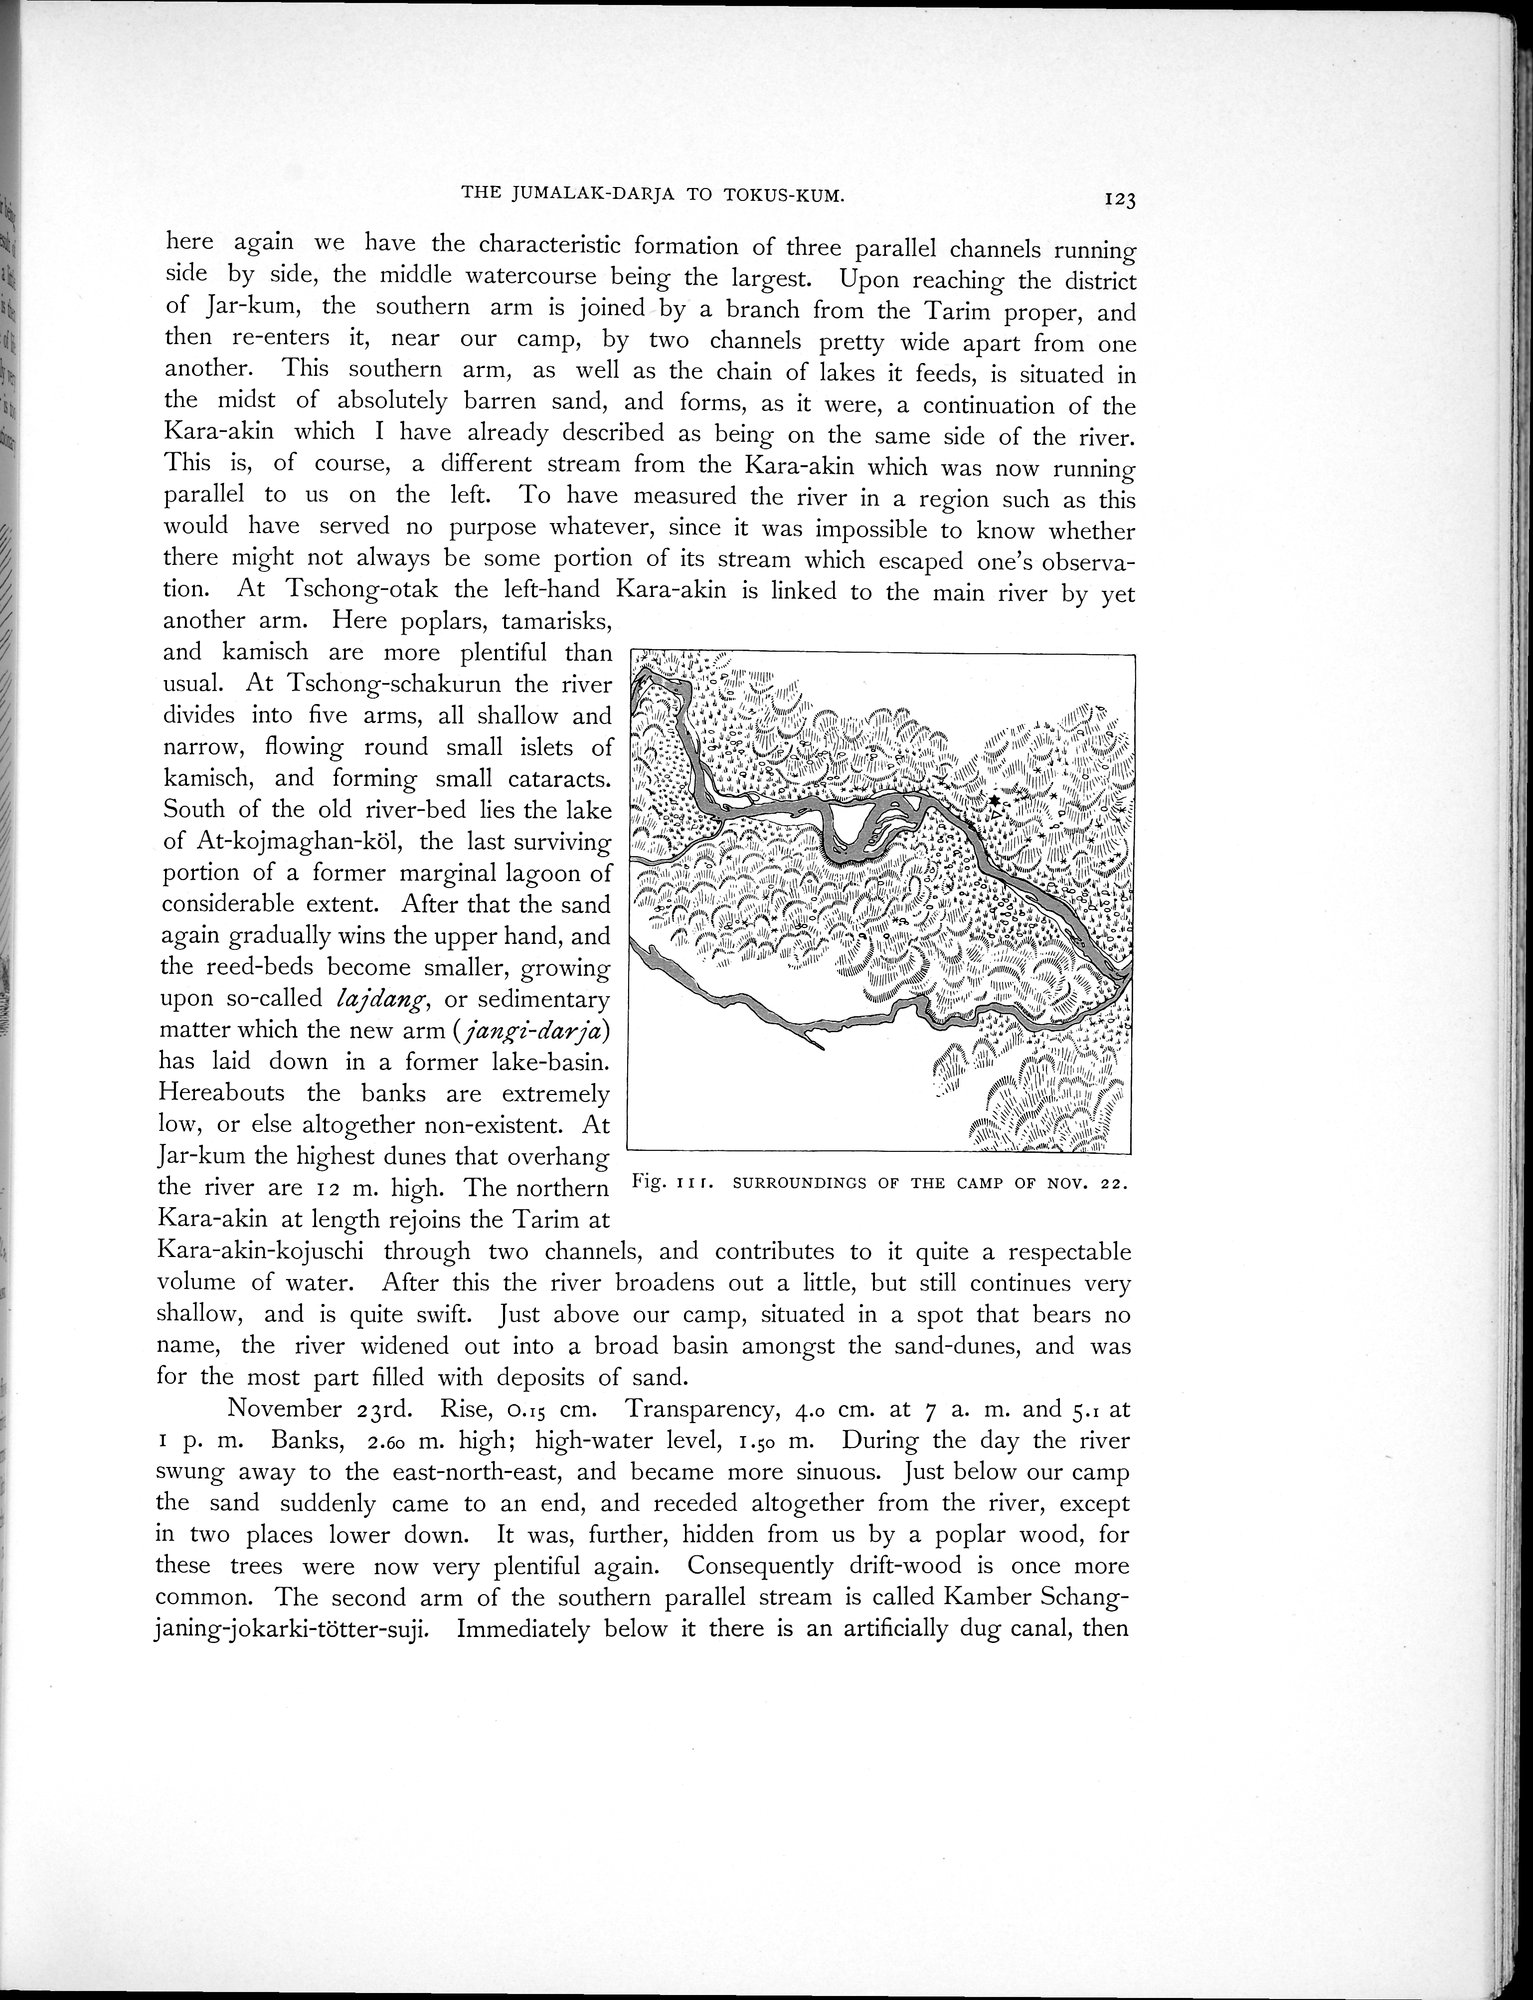 THE JUMALAK-DARJA TO TOKUS-KUM.
123
here again we have the characteristic formation of three parallel channels running
side by side, the middle watercourse being the largest. Upon reaching the district
of Jar-kum, the southern arm is joined by a branch from the Tarim proper, and
then re-enters it, near our camp, by two channels pretty wide apart from one
another. This southern arm, as well as the chain of lakes it feeds, is situated in
the midst of absolutely barren sand, and forms, as it were, a continuation of the
Kara-akin which I have already described as being on the same side of the river.
This is, of course, a different stream from the Kara-akin which was now running
parallel to us on the left. To have measured the river in a region such as this
would have served no purpose whatever, since it was impossible to know whether
there might not always be some portion of its stream which escaped one's observa-
tion. At Tschong-otak the left-hand Kara-akin is linked to the main river by yet
another arm. Here poplars, tamarisks,
and kamisch are more plentiful than
usual. At Tschong-schakurun the river
divides into five arms, all shallow and
narrow, flowing round small islets of
kamisch, and forming small cataracts.
South of the old river-bed lies the lake
of At-kojmaghan-köl, the last surviving
portion of a former marginal lagoon of
considerable extent. After that the sand
again gradually wins the upper hand, and
the reed-beds become smaller, growing
upon so-called lajdang, or sedimentary
matter which the new arm (jangi-darja)
has laid down in a former lake-basin.
Hereabouts the banks are extremely
low, or else altogether non-existent. At
Jar-kum the highest dunes that overhang
the river are 12 m. high. The northern
Kara-akin at length rejoins the Tarim at
Fig. 111. SURROUNDINGS OF THE CAMP OF NOV. 22.
Kara-akin-kojuschi through two channels, and contributes to it quite a respectable
volume of water. After this the river broadens out a little, but still continues very
shallow, and is quite swift. Just above our camp, situated in a spot that bears no
name, the river widened out into a broad basin amongst the sand-dunes, and was
for the most part filled with deposits of sand.
November 23rd. Rise, 0.15 cm. Transparency, 4.0 cm. at 7 a. m. and 5.1 at
1 p. m. Banks, 2.60 m. high; high-water level, 1.50 m. During the day the river
swung away to the east-north-east, and became more sinuous. Just below our camp
the sand suddenly came to an end, and receded altogether from the river, except
in two places lower down. It was, further, hidden from us by a poplar wood, for
these trees were now very plentiful again. Consequently drift-wood is once more
common. The second arm of the southern parallel stream is called Kamber Schang-
janing-jokarki-tötter-suji. Immediately below it there is an artificially dug canal, then